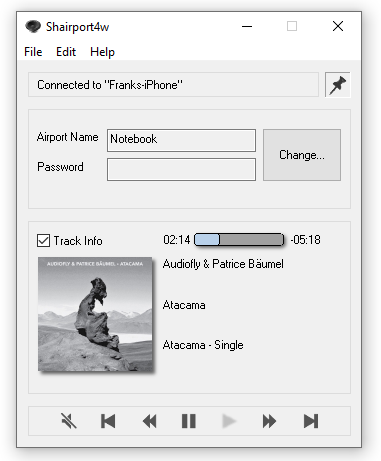 Shairport4w
File Edit Help
Connected to "Franks-iPhone"
Airport Name Notebook
Password
Change...
Track Info
02:14 -05:18
AUDIOFLY & PATRICE BÄUMEL - ATACAMA
Audiofly & Patrice Bäumel
Atacama
Atacama - Single